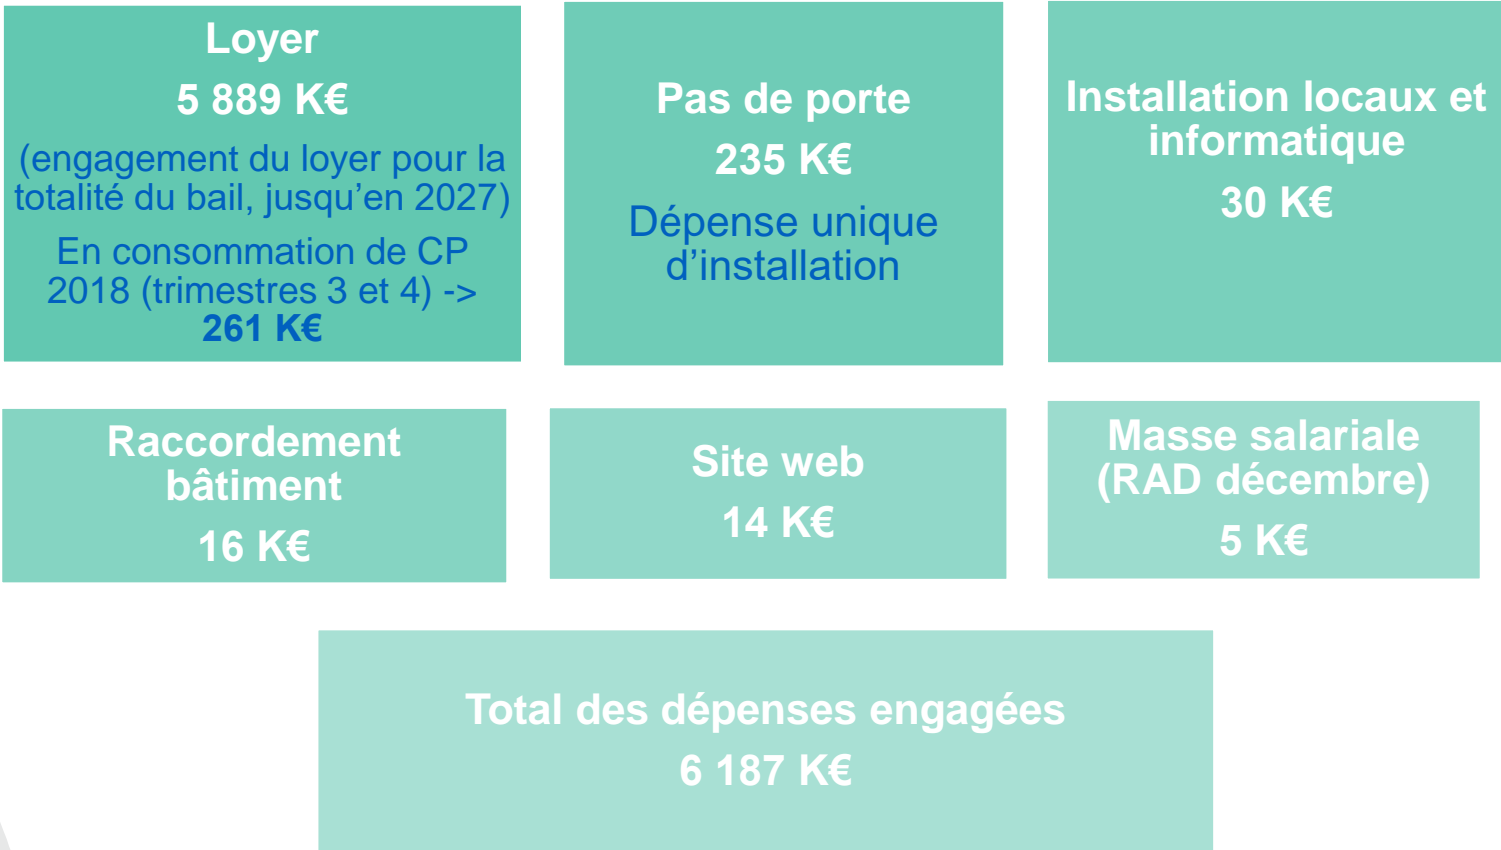 Loyer
5 889 K€
(engagement du loyer pour la
totalité du bail, jusqu’en 2027)
En consommation de CP
2018 (trimestres 3 et 4) ->
261 K€
Pas de porte
235 K€
Dépense unique
d’installation
Installation locaux et
informatique
30 K€
Raccordement
bâtiment
16 K€
Site web
14 K€
Masse salariale
(RAD décembre)
5 K€
Total des dépenses engagées
6 187 K€